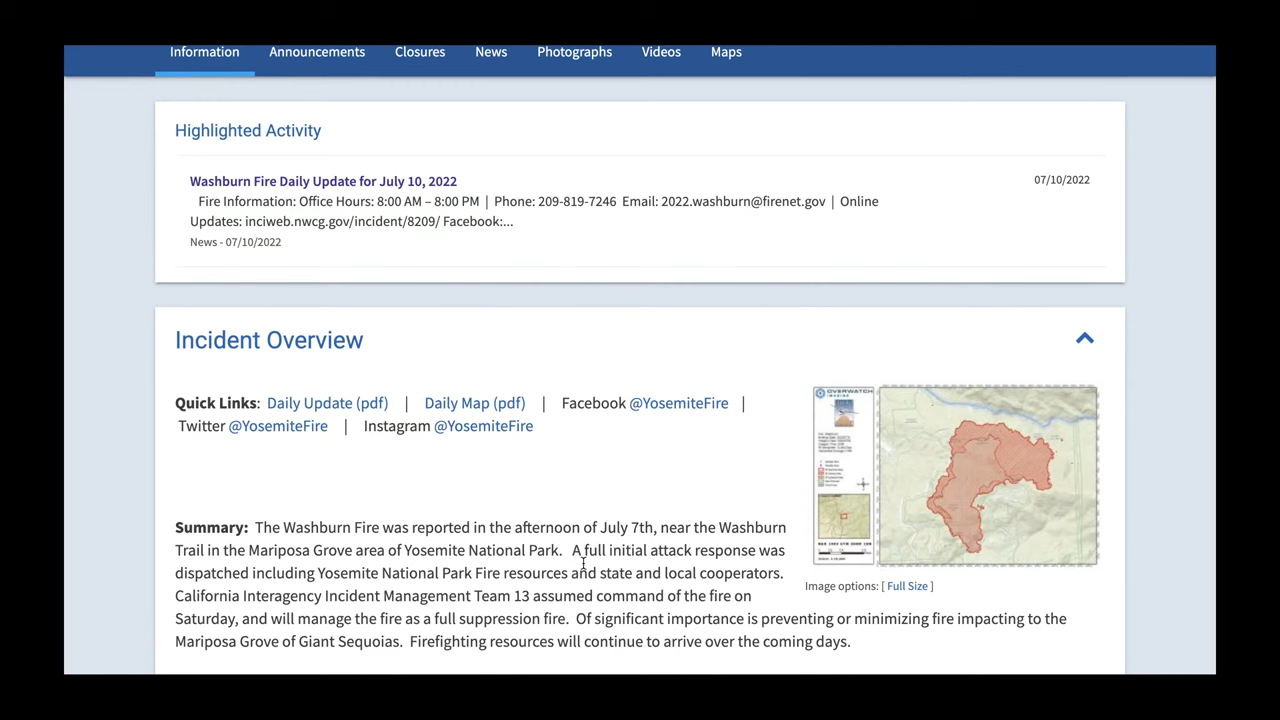 Information Announcements Closures News Photographs Videos Maps
Highlighted Activity
Washburn Fire Daily Update for July 10, 2022 07/10/2022
Fire Information: Office Hours: 8:00 AM – 8:00 PM | Phone: 209-819-7246 Email: 2022.washburn@firenet.gov | Online
Updates: inciweb.nwcg.gov/incident/8209/ Facebook:...
News - 07/10/2022
Incident Overview
Quick Links: Daily Update (pdf) | Daily Map (pdf) | Facebook @YosemiteFire |
Twitter @YosemiteFire | Instagram @YosemiteFire
OVERWATCH
Summary: The Washburn Fire was reported in the afternoon of July 7th, near the Washburn
Trail in the Mariposa Grove area of Yosemite National Park. A full initial attack response was
dispatched including Yosemite National Park Fire resources and state and local cooperators.
Image options: [ Full Size ]
California Interagency Incident Management Team 13 assumed command of the fire on
Saturday, and will manage the fire as a full suppression fire. Of significant importance is preventing or minimizing fire impacting to the
Mariposa Grove of Giant Sequoias. Firefighting resources will continue to arrive over the coming days.